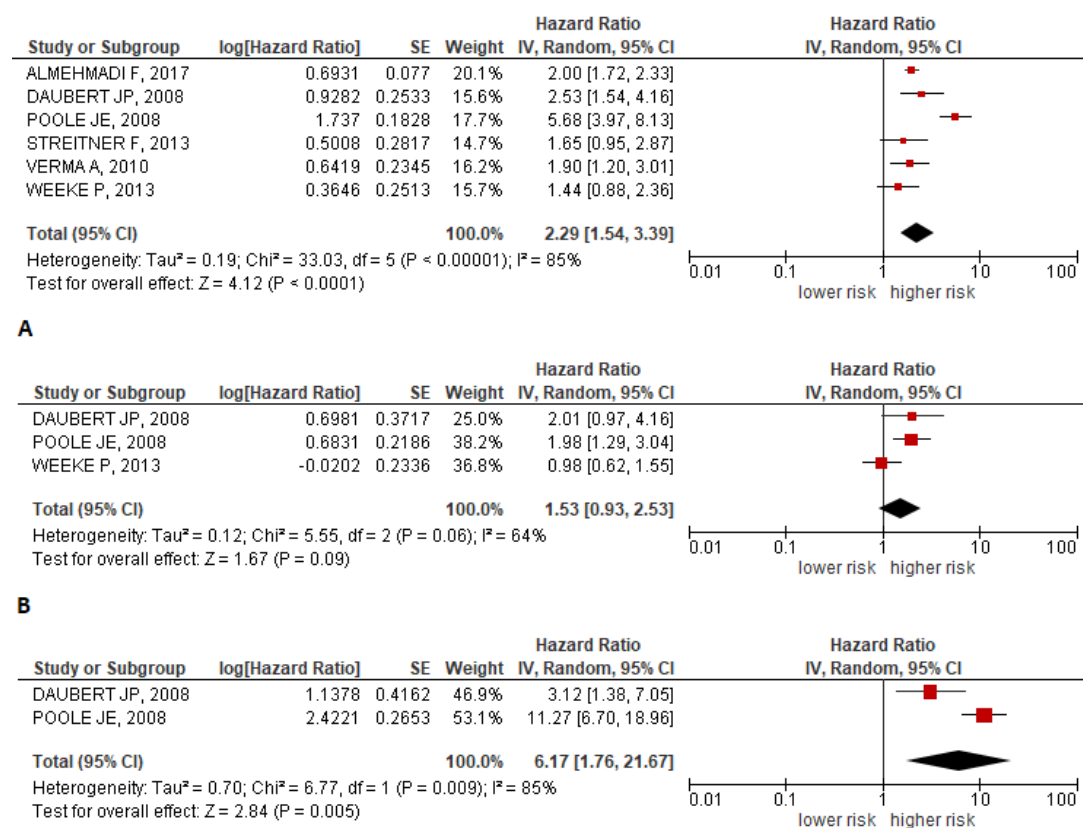 Hazard Ratio Hazard Ratio
Study or Subgroup log[Hazard Ratio] SE Weight IV, Random, 95% CI IV, Random, 95% CI
ALMEHMADI F, 2017 0.6931 0.077 20.1% 2.00 [1.72, 2.33]
DAUBERT JP, 2008 0.9282 0.2533 15.6% 2.53 [1.54, 4.16]
POOLE JE, 2008 1.737 0.1828 17.7% 5.68 [3.97, 8.13]
STREITNER F, 2013 0.5008 0.2817 14.7% 1.65 [0.95, 2.87]
VERMA A, 2010 0.6419 0.2345 16.2% 1.90 [1.20, 3.01]
WEEKE P, 2013 0.3646 0.2513 15.7% 1.44 [0.88, 2.36]
Total (95% CI) 100.0% 2.29 [1.54, 3.39]
Heterogeneity: Tau² = 0.19; Chi² = 33.03, df = 5 (P < 0.00001); I² = 85%
Test for overall effect: Z = 4.12 (P < 0.0001)
0.01 0.1 1 10 100
lower risk higher risk
A
Hazard Ratio Hazard Ratio
Study or Subgroup log[Hazard Ratio] SE Weight IV, Random, 95% CI IV, Random, 95% CI
DAUBERT JP, 2008 0.6981 0.3717 25.0% 2.01 [0.97, 4.16]
POOLE JE, 2008 0.6831 0.2186 38.2% 1.98 [1.29, 3.04]
WEEKE P, 2013 -0.0202 0.2336 36.8% 0.98 [0.62, 1.55]
Total (95% CI) 100.0% 1.53 [0.93, 2.53]
Heterogeneity: Tau² = 0.12; Chi² = 5.55, df = 2 (P = 0.06); I² = 64%
Test for overall effect: Z = 1.67 (P = 0.09)
0.01 0.1 1 10 100
lower risk higher risk
B
Hazard Ratio Hazard Ratio
Study or Subgroup log[Hazard Ratio] SE Weight IV, Random, 95% CI IV, Random, 95% CI
DAUBERT JP, 2008 1.1378 0.4162 46.9% 3.12 [1.38, 7.05]
POOLE JE, 2008 2.4221 0.2653 53.1% 11.27 [6.70, 18.96]
Total (95% CI) 100.0% 6.17 [1.76, 21.67]
Heterogeneity: Tau² = 0.70; Chi² = 6.77, df = 1 (P = 0.009); I² = 85%
Test for overall effect: Z = 2.84 (P = 0.005)
0.01 0.1 1 10 100
lower risk higher risk